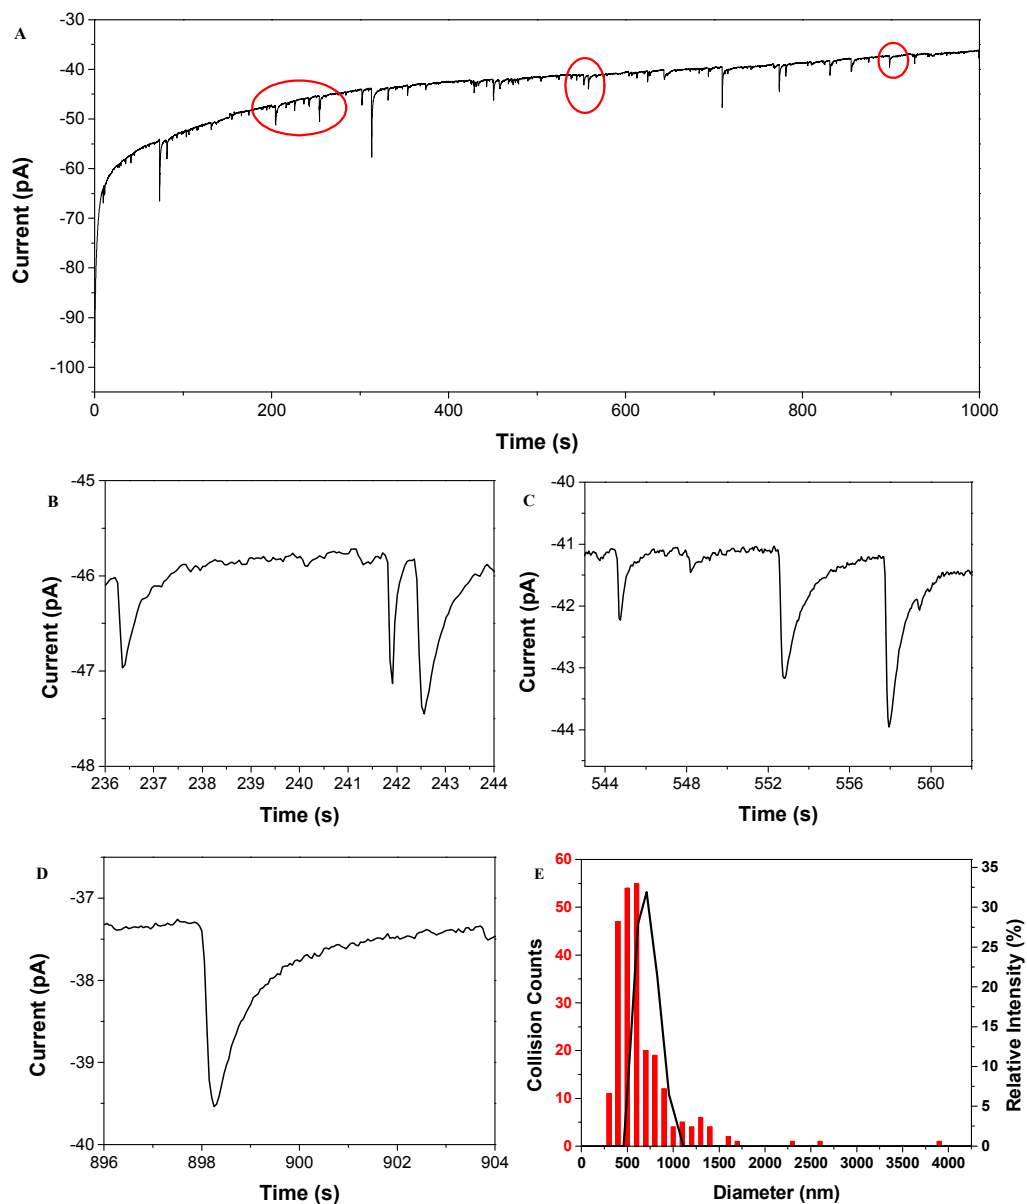 A
-30
-40
-50
-60
-70
-80
-90
-100
Current (pA)
0 200 400 600 800 1000
Time (s)
B
-45
-46
-47
-48
Current (pA)
236 237 238 239 240 241 242 243 244
Time (s)
C
-40
-41
-42
-43
-44
Current (pA)
544 548 552 556 560
Time (s)
D
-37
-38
-39
-40
Current (pA)
896 898 900 902 904
Time (s)
E
60
50
40
30
20
10
0
Collision Counts
35
30
25
20
15
10
5
0
Relative Intensity (%)
0 500 1000 1500 2000 2500 3000 3500 4000
Diameter (nm)